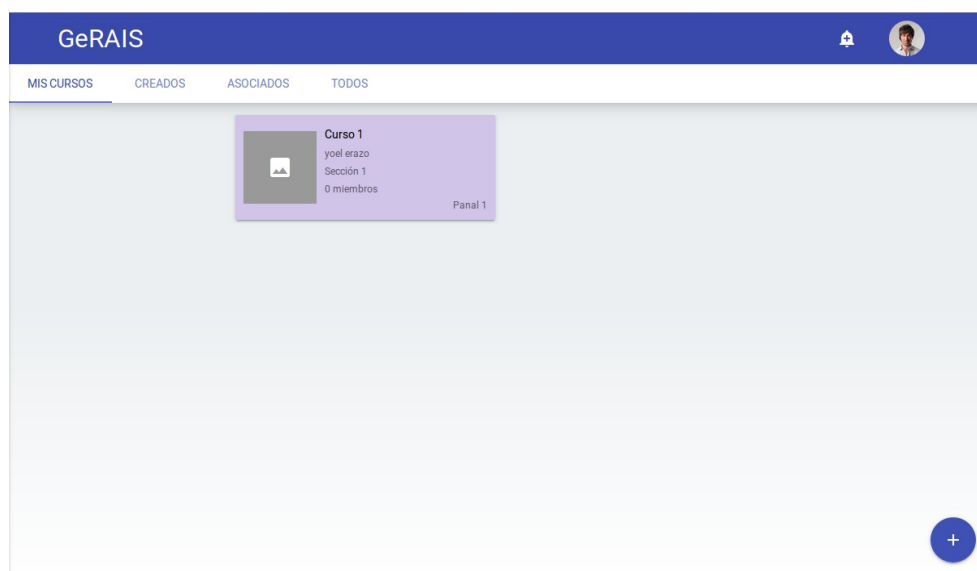 GeRAIS
MIS CURSOS CREADOS ASOCIADOS TODOS
Curso 1
yoel erazo
Sección 1
0 miembros
Panal 1